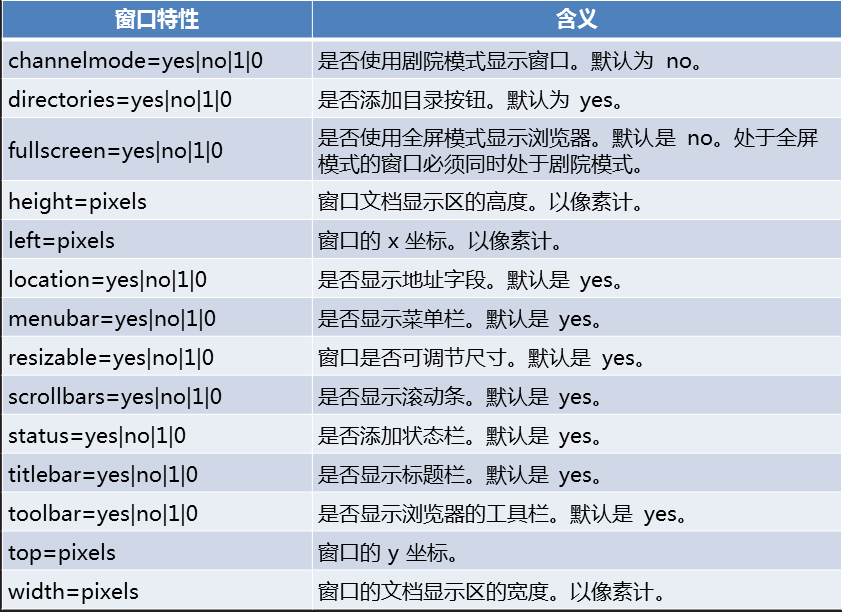 窗口特性 含义
channelmode=yes|no|1|0 是否使用剧院模式显示窗口。默认为 no。
directories=yes|no|1|0 是否添加目录按钮。默认为 yes。
fullscreen=yes|no|1|0 是否使用全屏模式显示浏览器。默认是 no。处于全屏
模式的窗口必须同时处于剧院模式。
height=pixels 窗口文档显示区的高度。以像素计。
left=pixels 窗口的 x 坐标。以像素计。
location=yes|no|1|0 是否显示地址字段。默认是 yes。
menubar=yes|no|1|0 是否显示菜单栏。默认是 yes。
resizable=yes|no|1|0 窗口是否可调节尺寸。默认是 yes。
scrollbars=yes|no|1|0 是否显示滚动条。默认是 yes。
status=yes|no|1|0 是否添加状态栏。默认是 yes。
titlebar=yes|no|1|0 是否显示标题栏。默认是 yes。
toolbar=yes|no|1|0 是否显示浏览器的工具栏。默认是 yes。
top=pixels 窗口的 y 坐标。
width=pixels 窗口的文档显示区的宽度。以像素计。